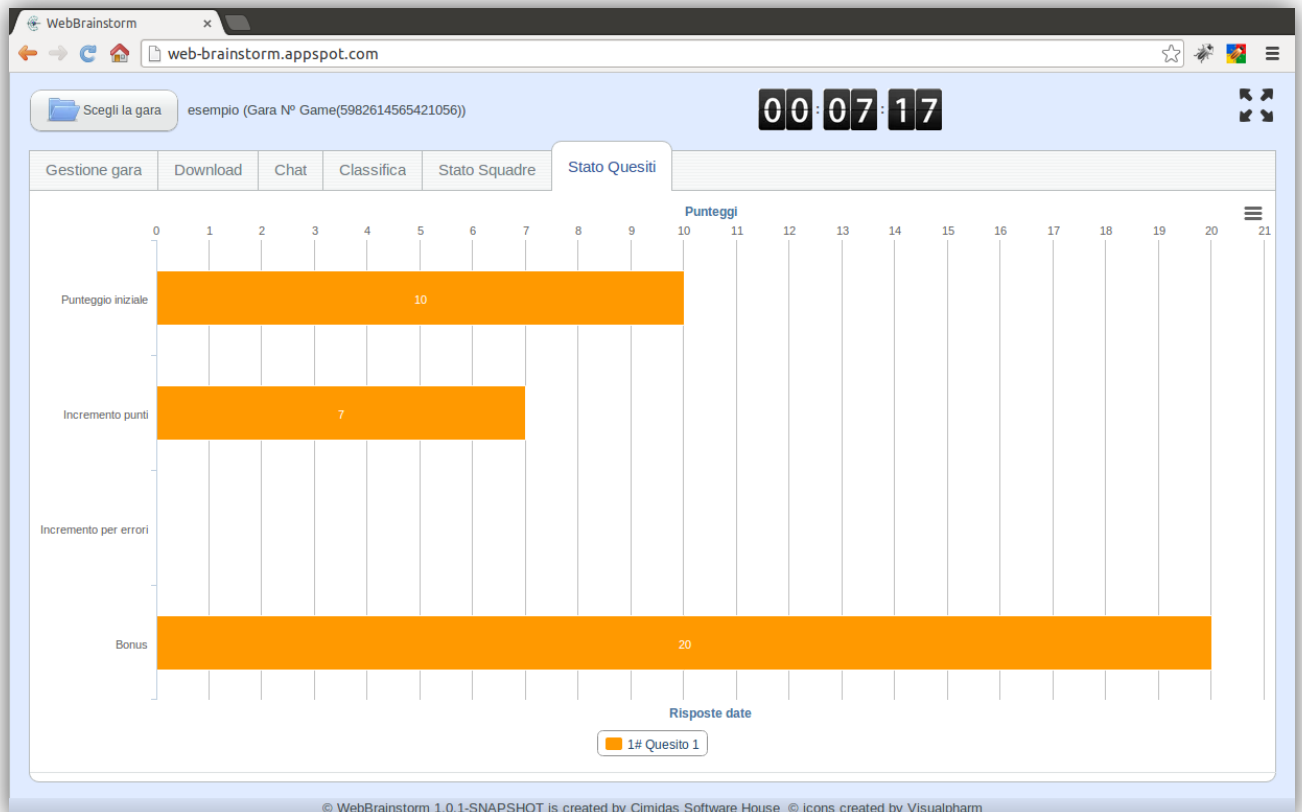 WebBrainstorm ×
web-brainstorm.appspot.com
Scegli la gara esempio (Gara Nº Game(5982614565421056)) 00:07:17
Gestione gara Download Chat Classifica Stato Squadre Stato Quesiti
Punteggi
0 1 2 3 4 5 6 7 8 9 10 11 12 13 14 15 16 17 18 19 20 21
Punteggio iniziale 10
Incremento punti 7
Incremento per errori
Bonus 20
Risposte date
1# Quesito 1
© WebBrainstorm 1.0.1-SNAPSHOT is created by Cimidas Software House © icons created by Visualpharm